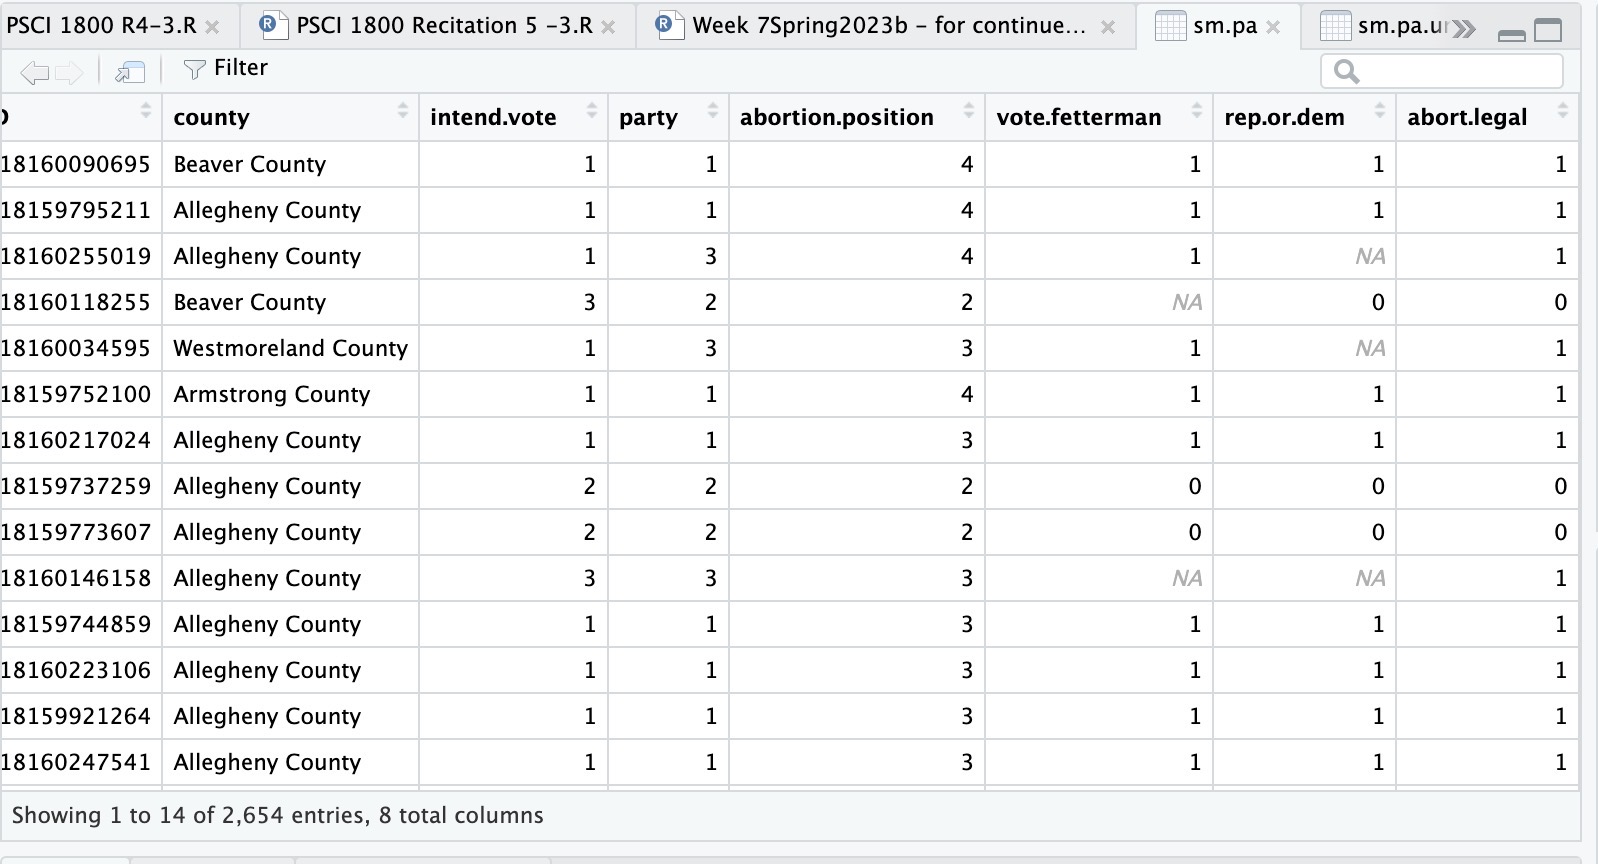 PSCI 1800 R4-3.R PSCI 1800 Recitation 5 -3.R Week 7Spring2023b - for continue... sm.pa sm.pa.ur
Filter
county intend.vote party abortion.position vote.fetterman rep.or.dem abort.legal
18160090695 Beaver County 1 1 4 1 1 1
18159795211 Allegheny County 1 1 4 1 1 1
18160255019 Allegheny County 1 3 4 1 NA 1
18160118255 Beaver County 3 2 2 NA 0 0
18160034595 Westmoreland County 1 3 3 1 NA 1
18159752100 Armstrong County 1 1 4 1 1 1
18160217024 Allegheny County 1 1 3 1 1 1
18159737259 Allegheny County 2 2 2 0 0 0
18159773607 Allegheny County 2 2 2 0 0 0
18160146158 Allegheny County 3 3 3 NA NA 1
18159744859 Allegheny County 1 1 3 1 1 1
18160223106 Allegheny County 1 1 3 1 1 1
18159921264 Allegheny County 1 1 3 1 1 1
18160247541 Allegheny County 1 1 3 1 1 1
Showing 1 to 14 of 2,654 entries, 8 total columns